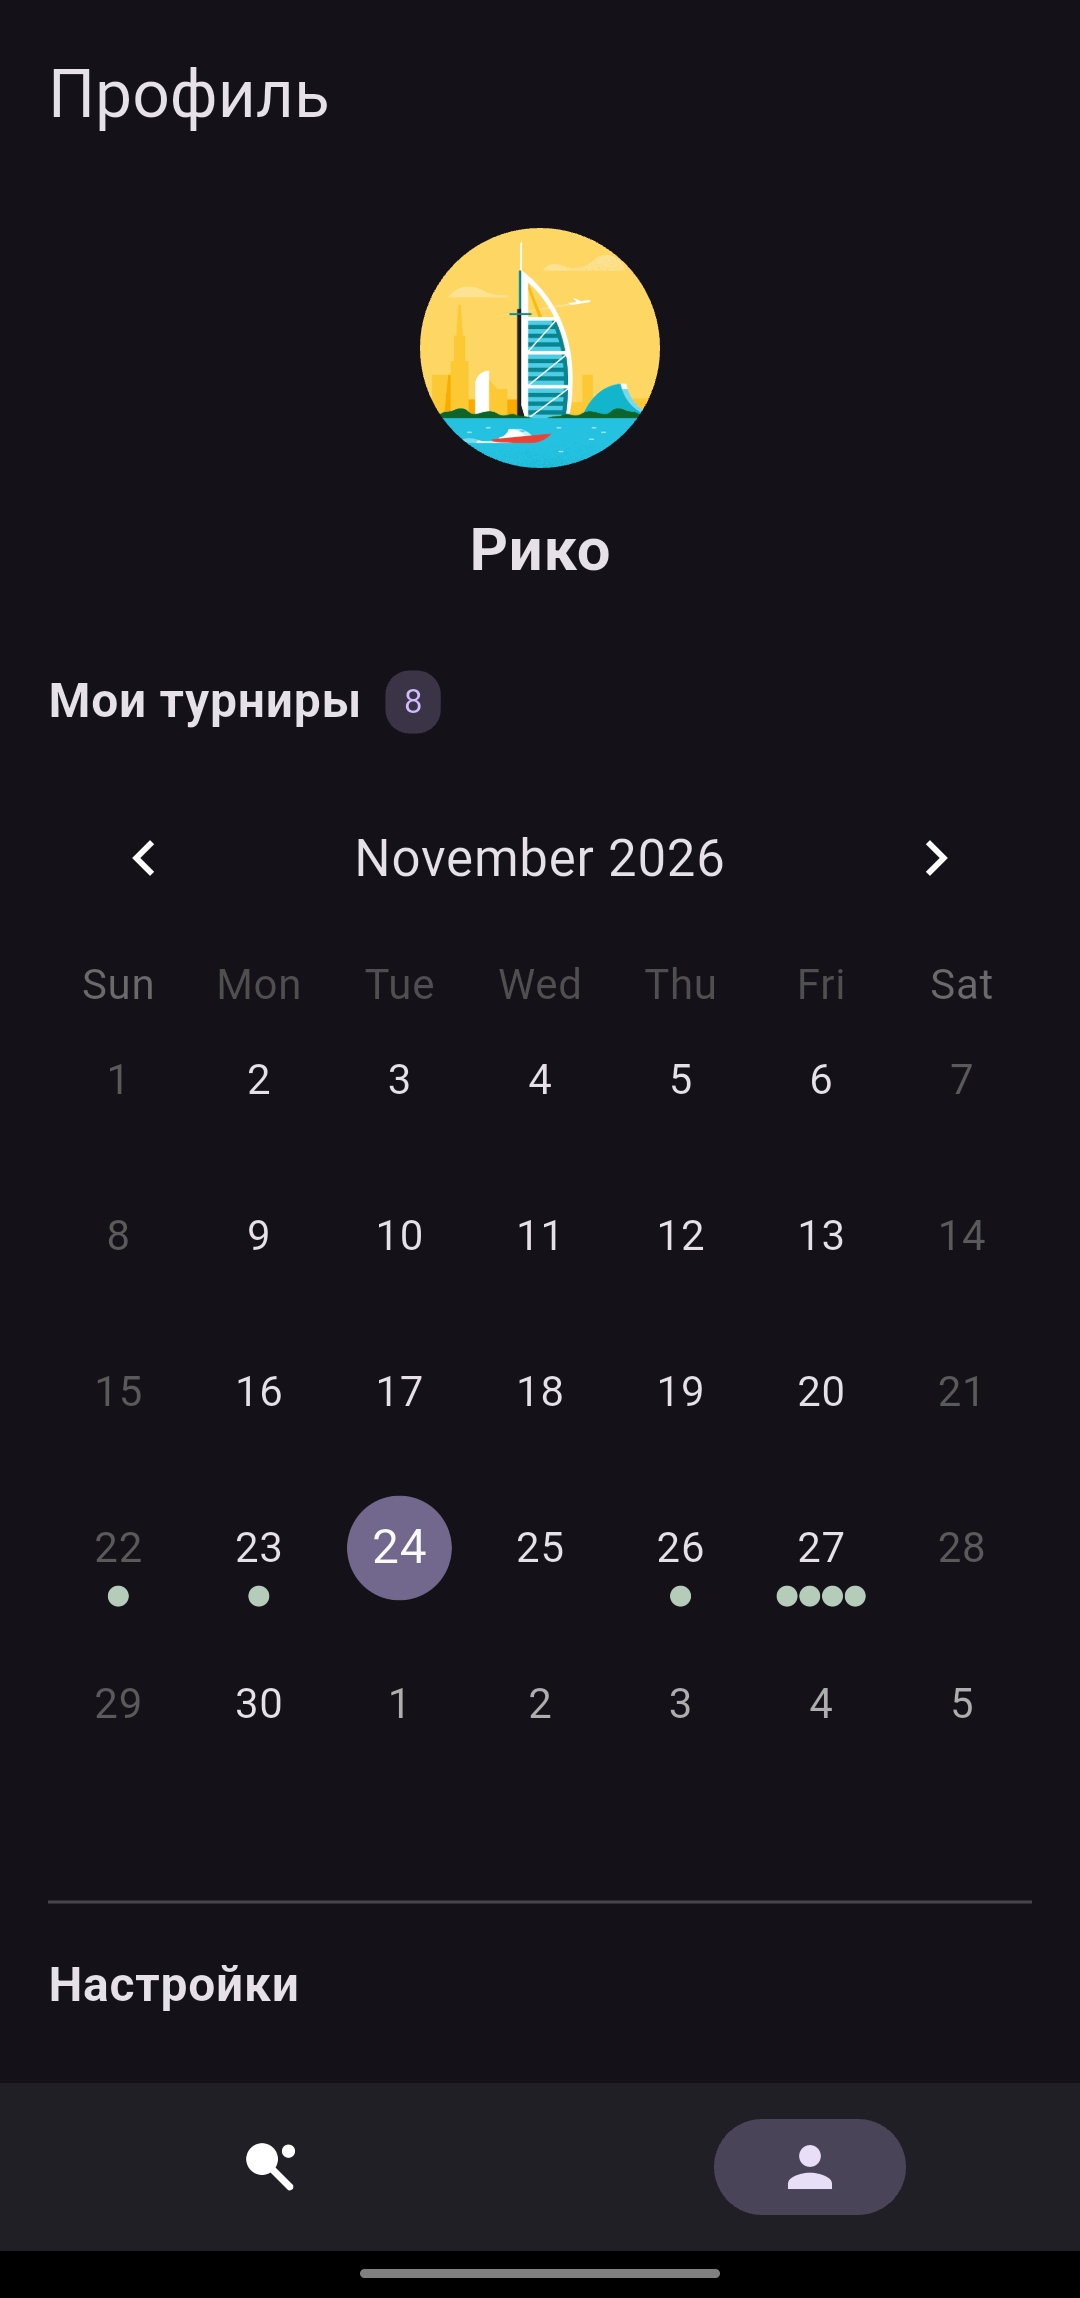 Профиль
Рико
Мои турниры 8
November 2026
Sun Mon Tue Wed Thu Fri Sat
1 2 3 4 5 6 7
8 9 10 11 12 13 14
15 16 17 18 19 20 21
22 23 24 25 26 27 28
29 30 1 2 3 4 5
Настройки